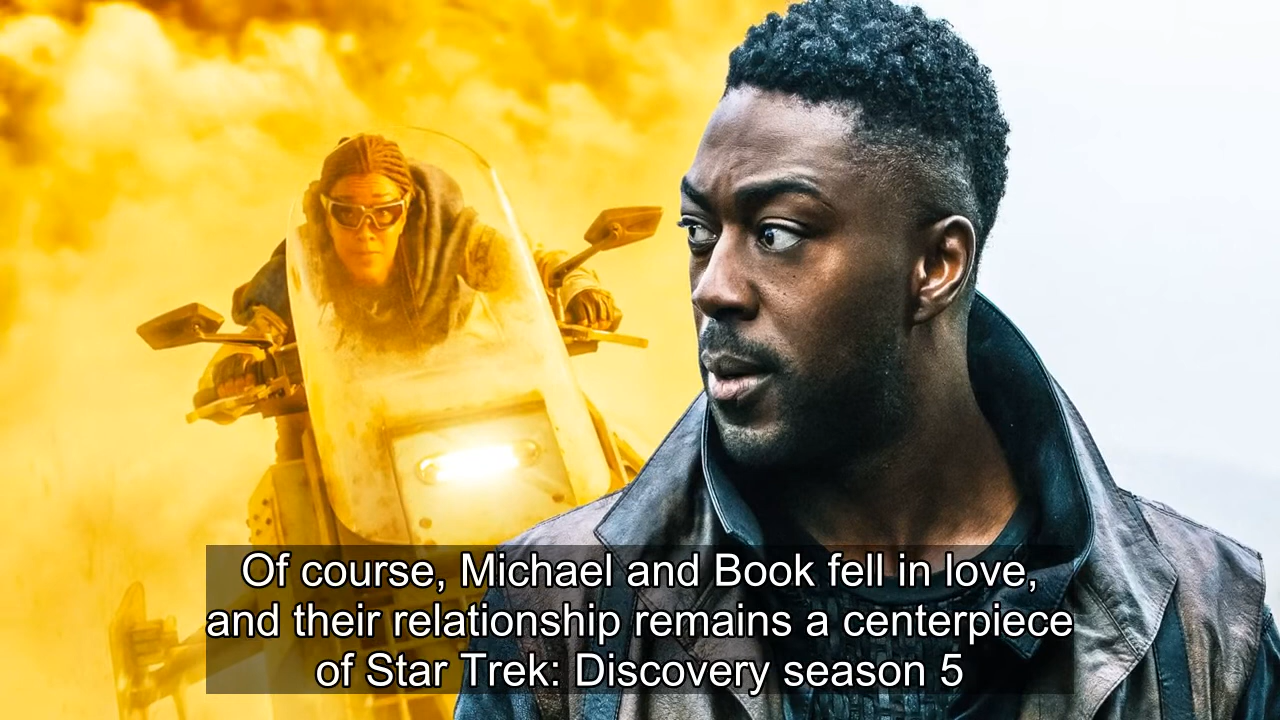 Of course, Michael and Book fell in love,
and their relationship remains a centerpiece
of Star Trek: Discovery season 5